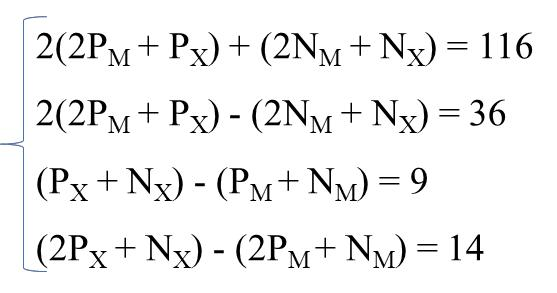 2(2P_M + P_X) + (2N_M + N_X) = 116
2(2P_M + P_X) - (2N_M + N_X) = 36
(P_X + N_X) - (P_M + N_M) = 9
(2P_X + N_X) - (2P_M + N_M) = 14